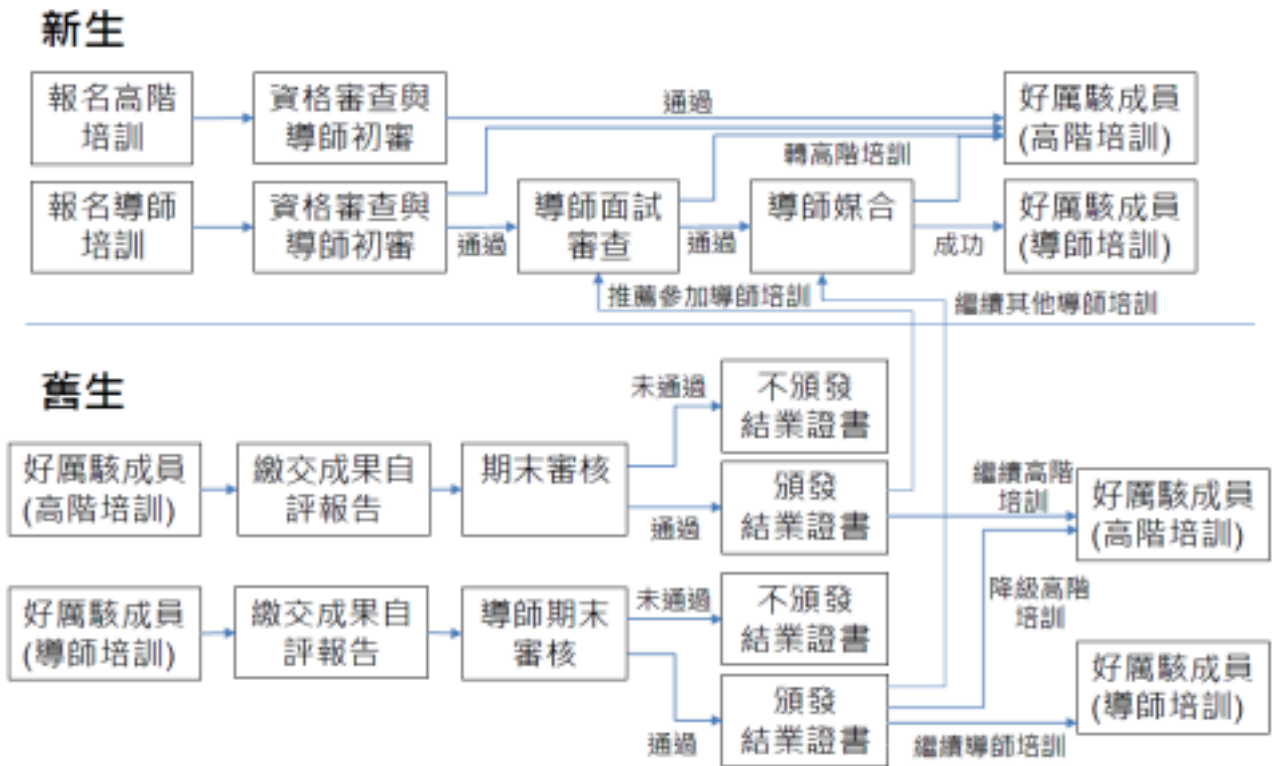 新生
報名高階
培訓
資格審查與
導師初審
通過
好厲駭成員
(高階培訓)
轉高階培訓
報名導師
培訓
資格審查與
導師初審
通過
導師面試
審查
通過
導師媒合
成功
好厲駭成員
(導師培訓)
推薦參加導師培訓
繼續其他導師培訓
舊生
未通過
不頒發
結業證書
好厲駭成員
(高階培訓)
繳交成果自
評報告
期末審核
通過
頒發
結業證書
繼續高階
培訓
好厲駭成員
(高階培訓)
降級高階
培訓
好厲駭成員
(導師培訓)
繳交成果自
評報告
導師期末
審核
未通過
不頒發
結業證書
通過
頒發
結業證書
繼續導師培訓
好厲駭成員
(導師培訓)